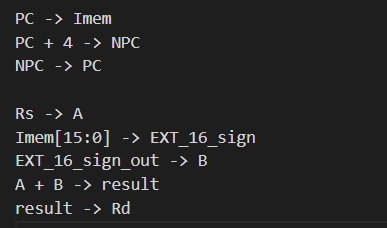 PC -> Imem
PC + 4 -> NPC
NPC -> PC
Rs -> A
Imem[15:0] -> EXT_16_sign
EXT_16_sign_out -> B
A + B -> result
result -> Rd